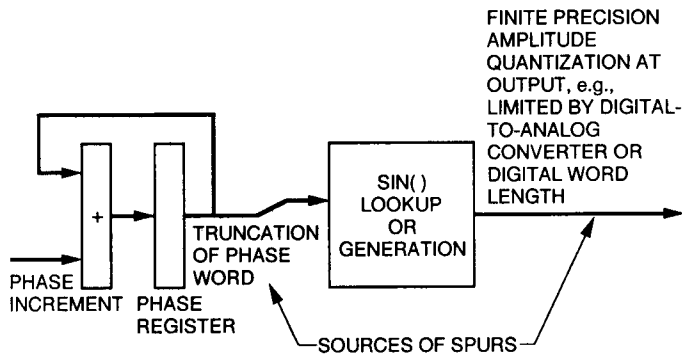 FINITE PRECISION
AMPLITUDE
QUANTIZATION AT
OUTPUT, e.g.,
LIMITED BY DIGITAL-
TO-ANALOG
CONVERTER OR
DIGITAL WORD
LENGTH
SIN( )
LOOKUP
OR
GENERATION
+
TRUNCATION
OF PHASE
WORD
PHASE
INCREMENT
PHASE
REGISTER
SOURCES OF SPURS